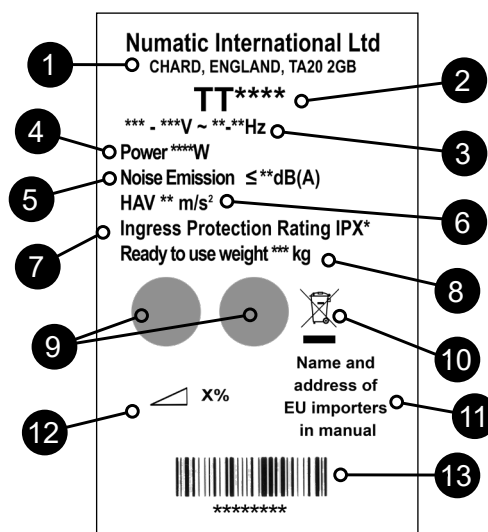 Numatic International Ltd
1 CHARD, ENGLAND, TA20 2GB
TT**** 2
*** - ***V ~ **-**Hz 3
4 Power ****W
5 Noise Emission ≤**dB(A)
HAV ** m/s² 6
7 Ingress Protection Rating IPX*
Ready to use weight *** kg 8
9 10
Name and
address of
EU importers
in manual 11
12 X%
13
********